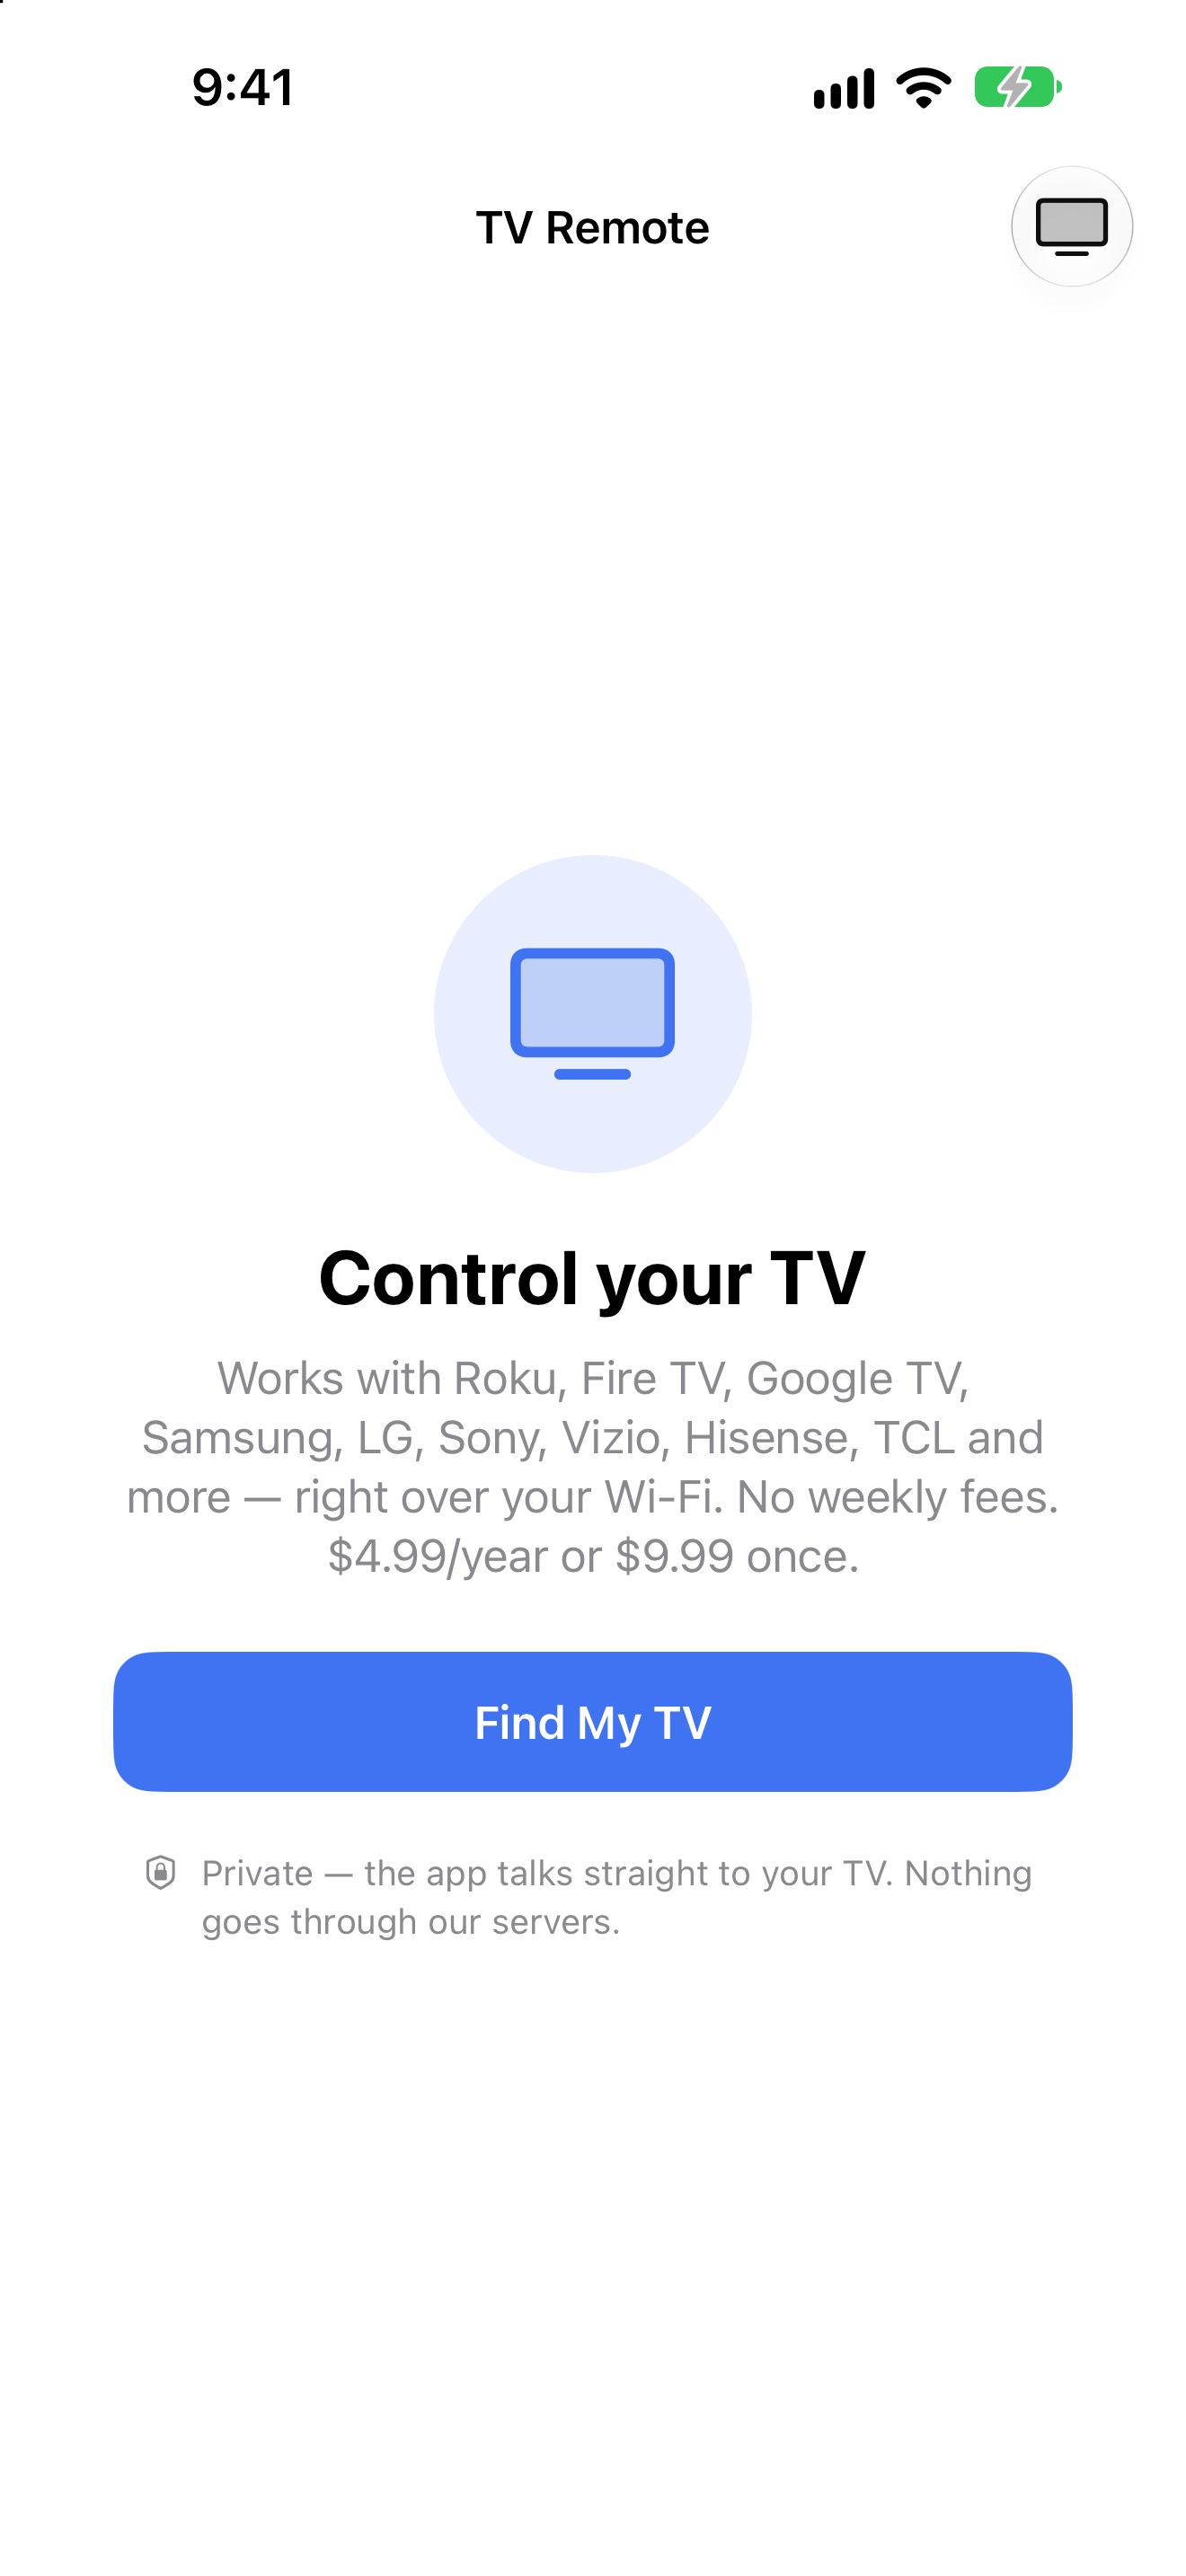 9:41
TV Remote
Control your TV
Works with Roku, Fire TV, Google TV,
Samsung, LG, Sony, Vizio, Hisense, TCL and
more — right over your Wi-Fi. No weekly fees.
$4.99/year or $9.99 once.
Find My TV
Private — the app talks straight to your TV. Nothing
goes through our servers.